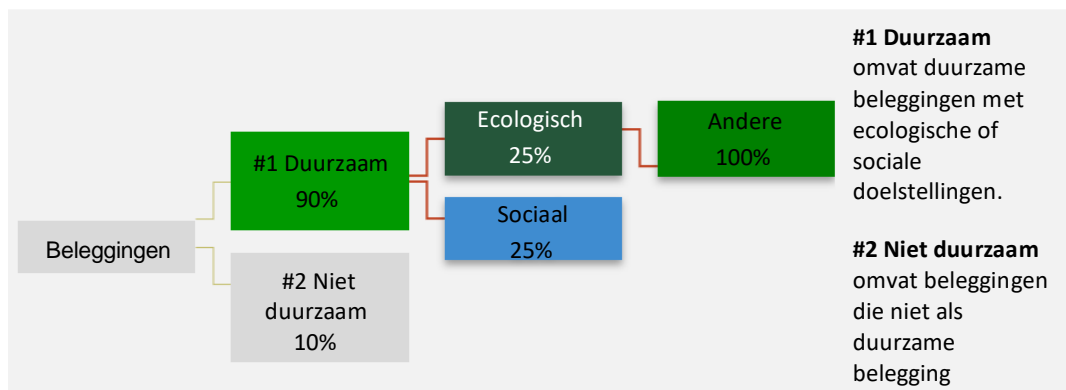 Beleggingen
#1 Duurzaam
90%
#2 Niet
duurzaam
10%
Ecologisch
25%
Sociaal
25%
Andere
100%
#1 Duurzaam
omvat duurzame
beleggingen met
ecologische of
sociale
doelstellingen.
#2 Niet duurzaam
omvat beleggingen
die niet als
duurzame
belegging